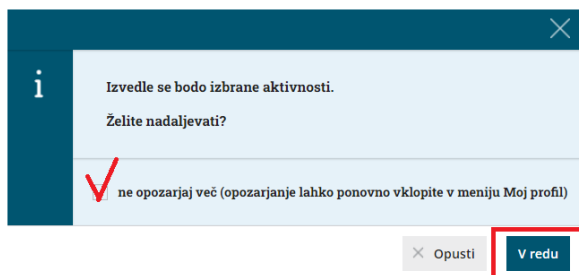 Izvedle se bodo izbrane aktivnosti.
Želite nadaljevati?
ne opozarjaj več (opozarjanje lahko ponovno vklopite v meniju Moj profil)
Opusti
V redu